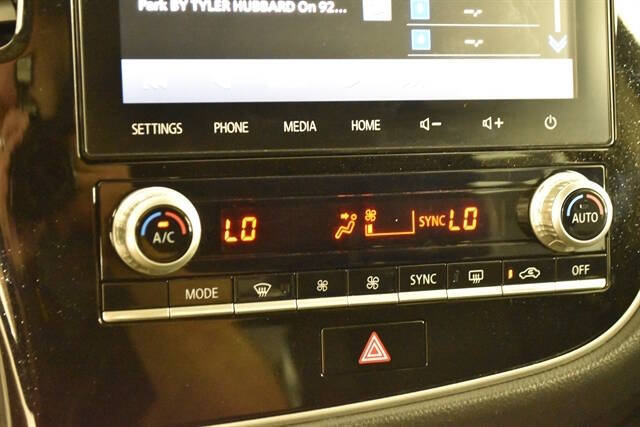 Park BY TYLER HUBBARD On 92...
--.-
--.-
SETTINGS PHONE MEDIA HOME
LO SYNC LO
A/C AUTO
MODE SYNC OFF